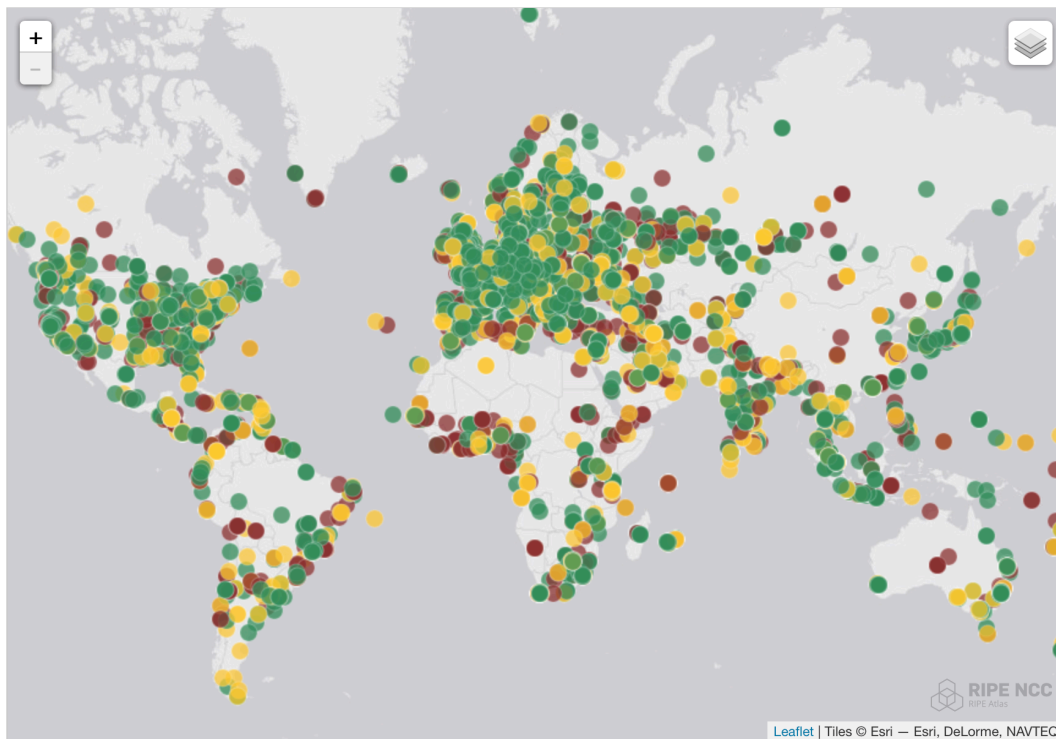 +
−
RIPE NCC
RIPE Atlas
Leaflet | Tiles © Esri — Esri, DeLorme, NAVTEQ